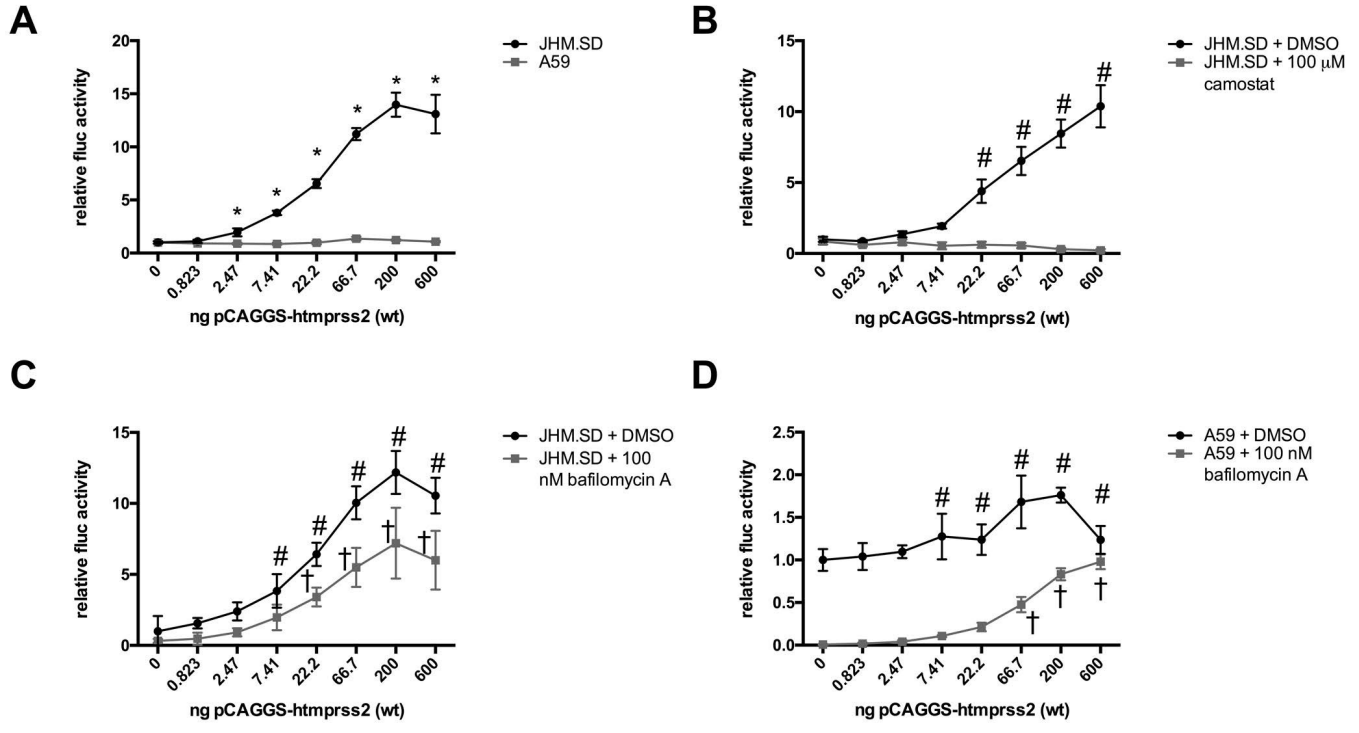 A
20
15
10
5
0
relative fluc activity
* * * * * *
0 0.823 2.47 7.41 22.2 66.7 200 600
ng pCAGGS-htmprss2 (wt)
JHM.SD
A59
B
15
10
5
0
relative fluc activity
# # # # #
0 0.823 2.47 7.41 22.2 66.7 200 600
ng pCAGGS-htmprss2 (wt)
JHM.SD + DMSO
JHM.SD + 100 μM
camostat
C
15
10
5
0
relative fluc activity
# # # # #
† † † †
0 0.823 2.47 7.41 22.2 66.7 200 600
ng pCAGGS-htmprss2 (wt)
JHM.SD + DMSO
JHM.SD + 100
nM bafilomycin A
D
2.5
2.0
1.5
1.0
0.5
0.0
relative fluc activity
# # # # #
† † †
0 0.823 2.47 7.41 22.2 66.7 200 600
ng pCAGGS-htmprss2 (wt)
A59 + DMSO
A59 + 100 nM
bafilomycin A